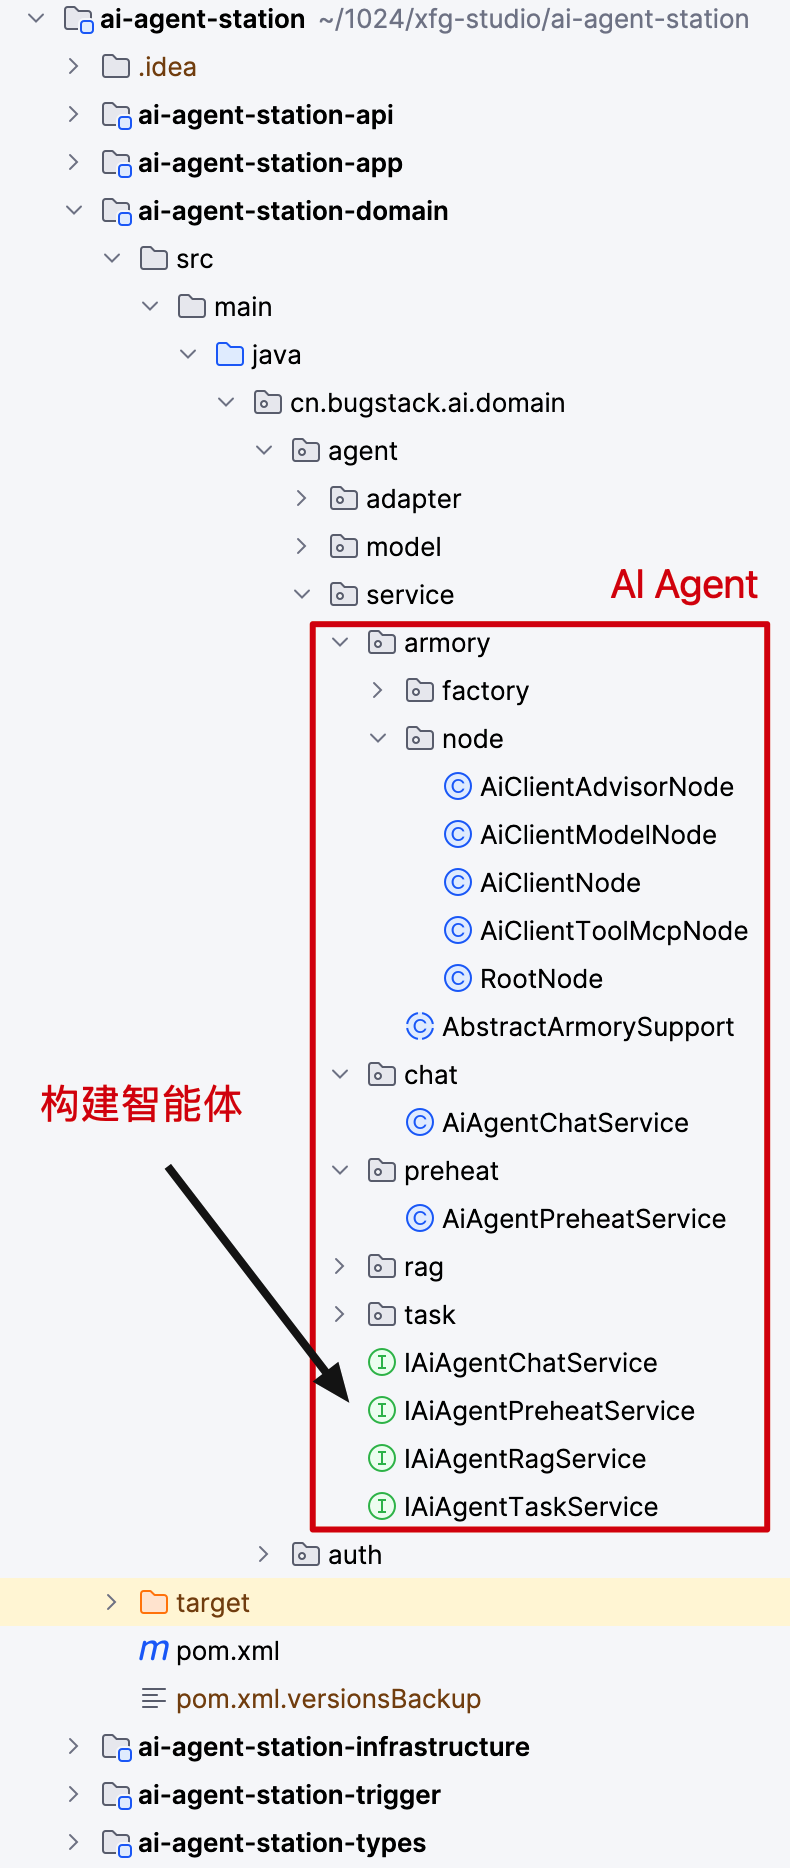 ai-agent-station ~/1024/xfg-studio/ai-agent-station
.idea
ai-agent-station-api
ai-agent-station-app
ai-agent-station-domain
src
main
java
cn.bugstack.ai.domain
agent
adapter
model
service
AI Agent
armory
factory
node
AiClientAdvisorNode
AiClientModelNode
AiClientNode
AiClientToolMcpNode
RootNode
AbstractArmorySupport
chat
构建智能体
AiAgentChatService
preheat
AiAgentPreheatService
rag
task
IAiAgentChatService
IAiAgentPreheatService
IAiAgentRagService
IAiAgentTaskService
auth
target
pom.xml
pom.xml.versionsBackup
ai-agent-station-infrastructure
ai-agent-station-trigger
ai-agent-station-types